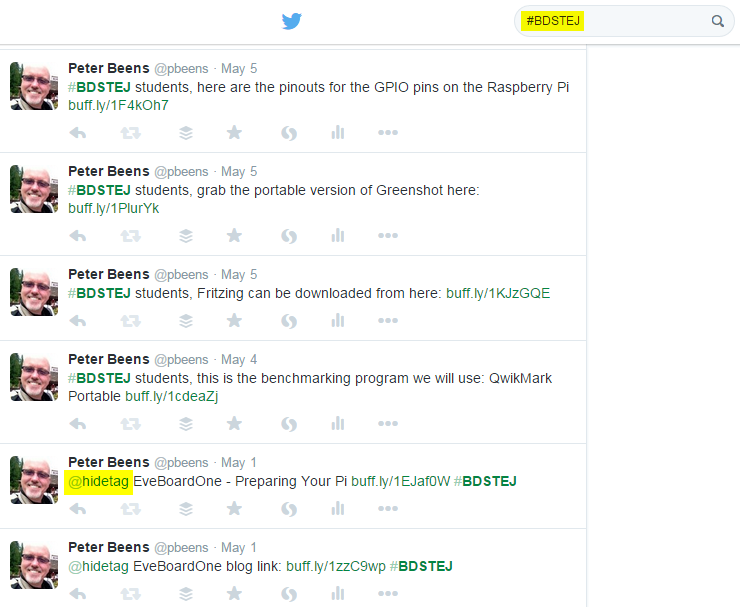 #BDSTEJ
Peter Beens @pbeens · May 5
#BDSTEJ students, here are the pinouts for the GPIO pins on the Raspberry Pi
buff.ly/1F4kOh7
Peter Beens @pbeens · May 5
#BDSTEJ students, grab the portable version of Greenshot here:
buff.ly/1PlurYk
Peter Beens @pbeens · May 5
#BDSTEJ students, Fritzing can be downloaded from here: buff.ly/1KJzGQE
Peter Beens @pbeens · May 4
#BDSTEJ students, this is the benchmarking program we will use: QwikMark
Portable buff.ly/1cdeaZj
Peter Beens @pbeens · May 1
@hidetag EveBoardOne - Preparing Your Pi buff.ly/1EJaf0W #BDSTEJ
Peter Beens @pbeens · May 1
@hidetag EveBoardOne blog link: buff.ly/1zzC9wp #BDSTEJ